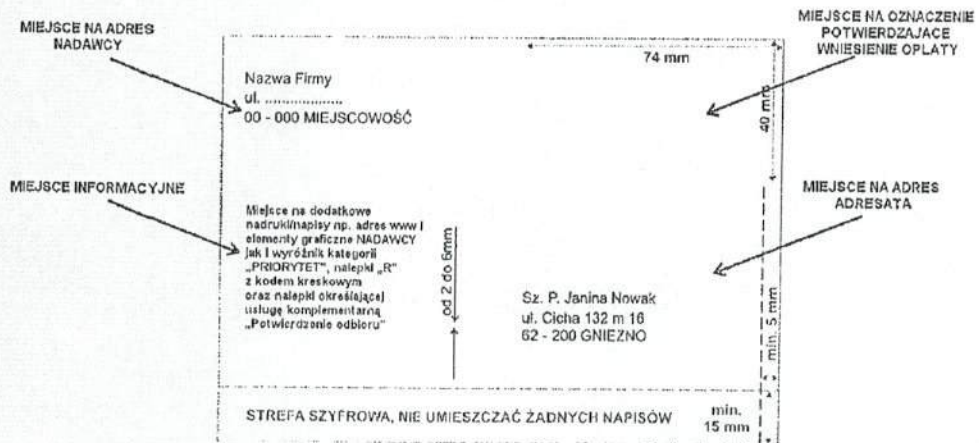 MIEJSCE NA ADRES
NADAWCY
MIEJSCE NA OZNACZENIE
POTWIERDZAJACE
WNIESIENIE OPLATY
74 mm
40 mm
Nazwa Firmy
ul. .....................
00 - 000 MIEJSCOWOŚĆ
MIEJSCE INFORMACYJNE
MIEJSCE NA ADRES
ADRESATA
Miejsce na dodatkowe
nadruki/napisy np. adres www i
elementy graficzne NADAWCY
jak i wyróżnik kategorii
„PRIORYTET", nalepki „R"
z kodem kreskowym
oraz nalepki określającej
usługę komplementarną
„Potwierdzenie odbioru"
od 2 do 6mm
Sz. P. Janina Nowak
ul. Cicha 132 m 16
62 - 200 GNIEZNO
min. 5 mm
STREFA SZYFROWA, NIE UMIESZCZAĆ ŻADNYCH NAPISÓW
min.
15 mm